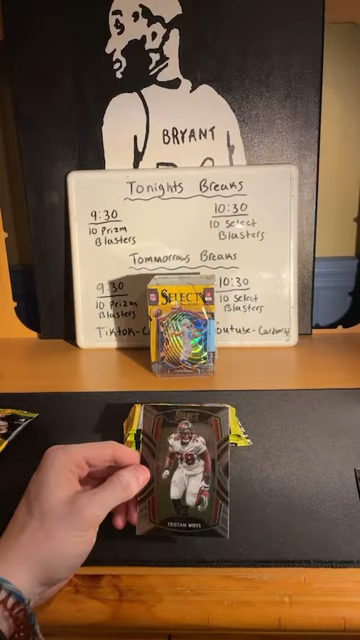 BRYANT
Tonights Breaks
9:30
10 Prizm
Blasters
10:30
10 Select
Blasters
Tommorrows Breaks
9:30
10 Prizm
Blasters
10:30
10 Select
Blasters
SELECT
SELECT
TRISTAN WIRFS